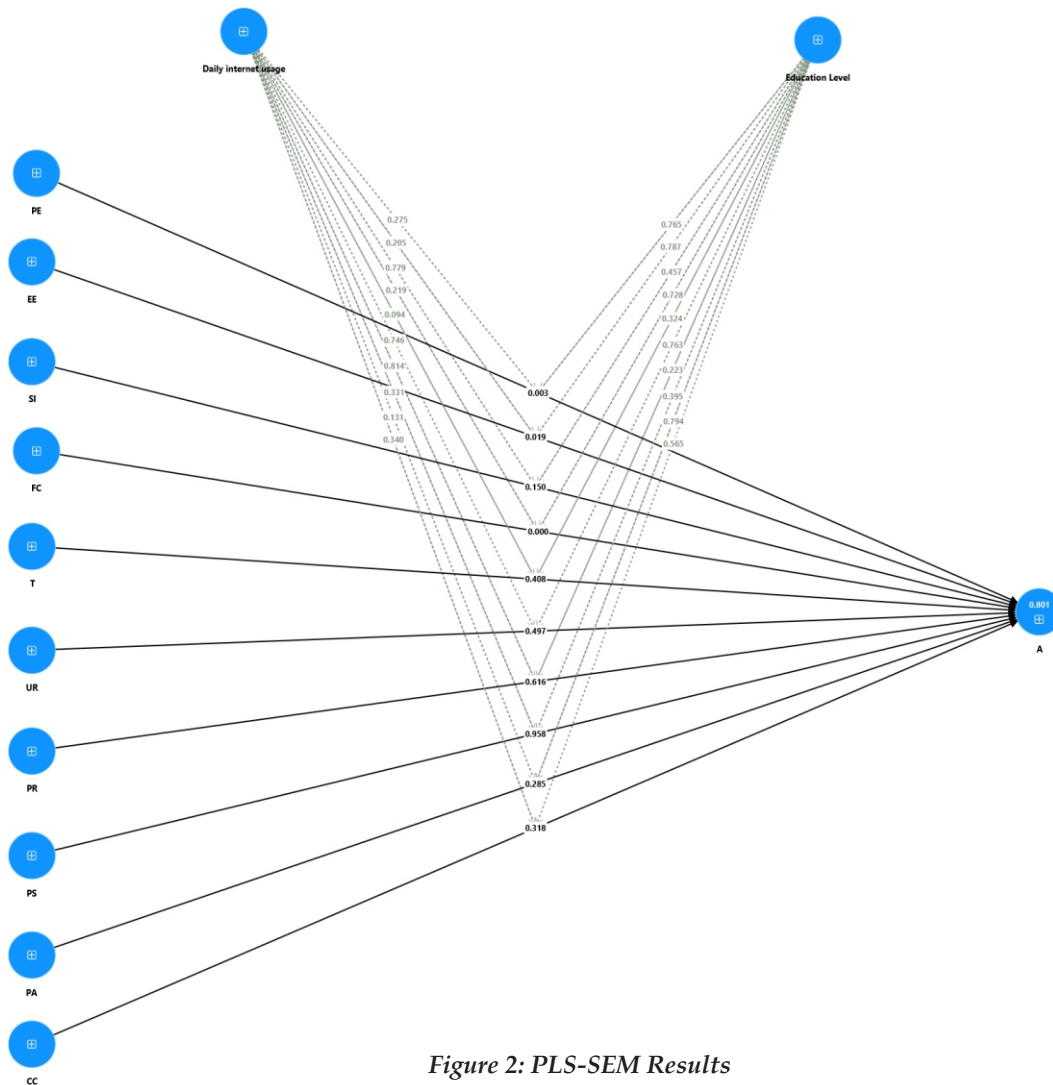 Daily internet usage
Education Level
PE
EE
SI
FC
T
UR
PR
PS
PA
CC
0.275
0.205
0.779
0.219
0.094
0.746
0.814
0.331
0.131
0.340
0.765
0.787
0.457
0.728
0.324
0.763
0.223
0.395
0.794
0.565
0.003
0.019
0.150
0.000
0.408
0.497
0.616
0.958
0.285
0.318
0.801
A
Figure 2: PLS-SEM Results